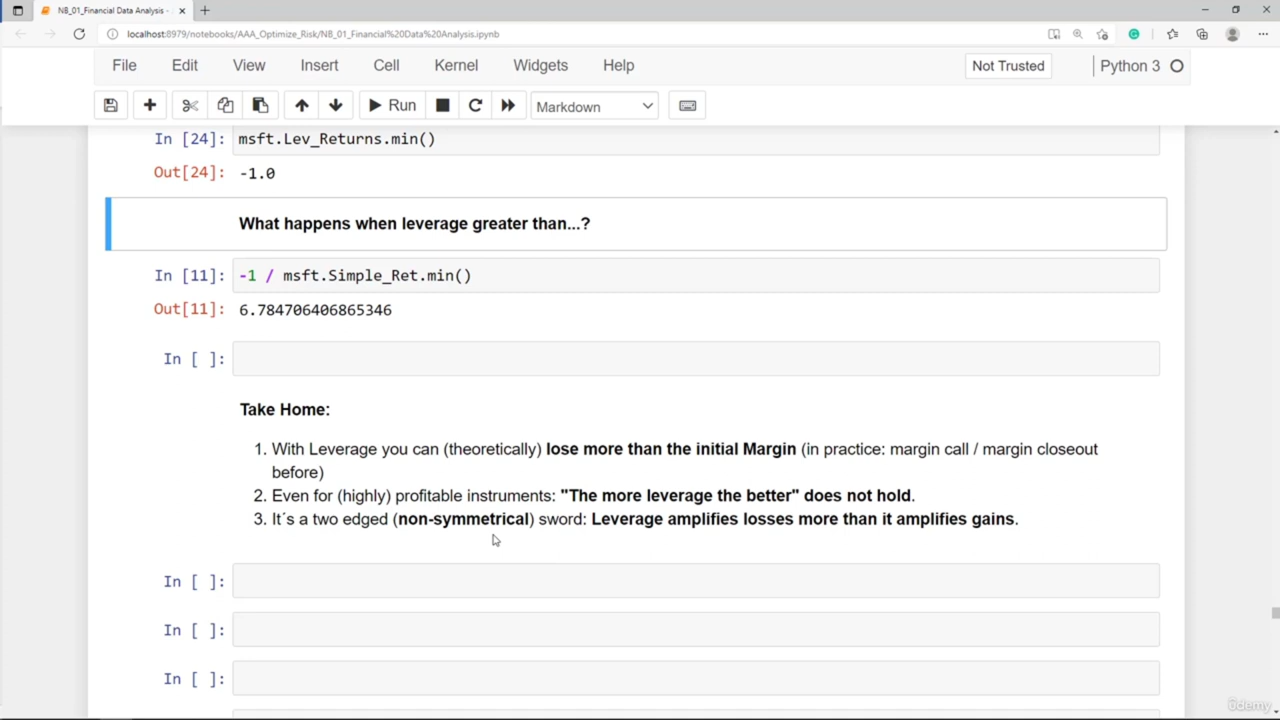 NB_01_Financial Data Analysis -
localhost:8979/notebooks/AAA_Optimize_Risk/NB_01_Financial%20Data%20Analysis.ipynb
File Edit View Insert Cell Kernel Widgets Help Not Trusted Python 3
Run Markdown
In [24]: msft.Lev_Returns.min()
Out[24]: -1.0
What happens when leverage greater than...?
In [11]: -1 / msft.Simple_Ret.min()
Out[11]: 6.784706406865346
In [ ]:
Take Home:
1. With Leverage you can (theoretically) lose more than the initial Margin (in practice: margin call / margin closeout
before)
2. Even for (highly) profitable instruments: "The more leverage the better" does not hold.
3. It´s a two edged (non-symmetrical) sword: Leverage amplifies losses more than it amplifies gains.
In [ ]:
In [ ]:
In [ ]:
ûdemy